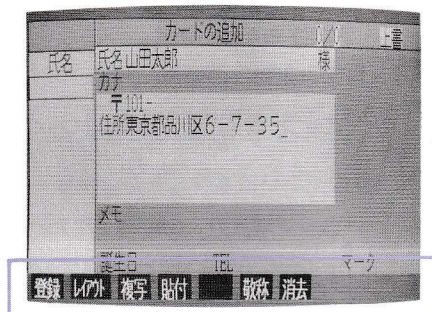 カードの追加 0/0 上書
氏名 氏名 山田太郎 様
カナ
〒101-
住所東京都品川区6-7-35_
メモ
誕生日 TEL マーク
登録 レイアウト 複写 貼付 敬称 消去